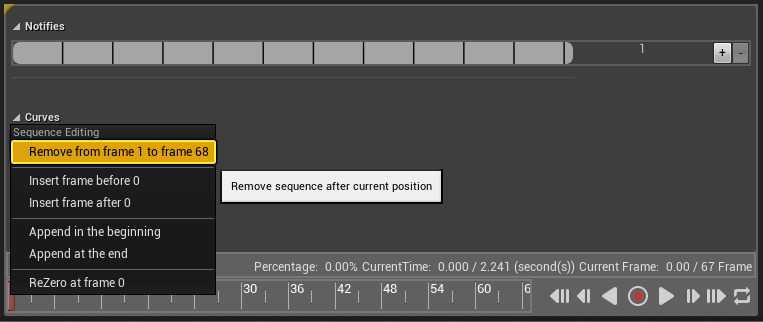 Notifies
1
+ -
Curves
Sequence Editing
Remove from frame 1 to frame 68
Insert frame before 0
Remove sequence after current position
Insert frame after 0
Append in the beginning
Append at the end
Percentage: 0.00% CurrentTime: 0.000 / 2.241 (second(s)) Current Frame: 0.00 / 67 Frame
ReZero at frame 0
30 36 42 48 54 60